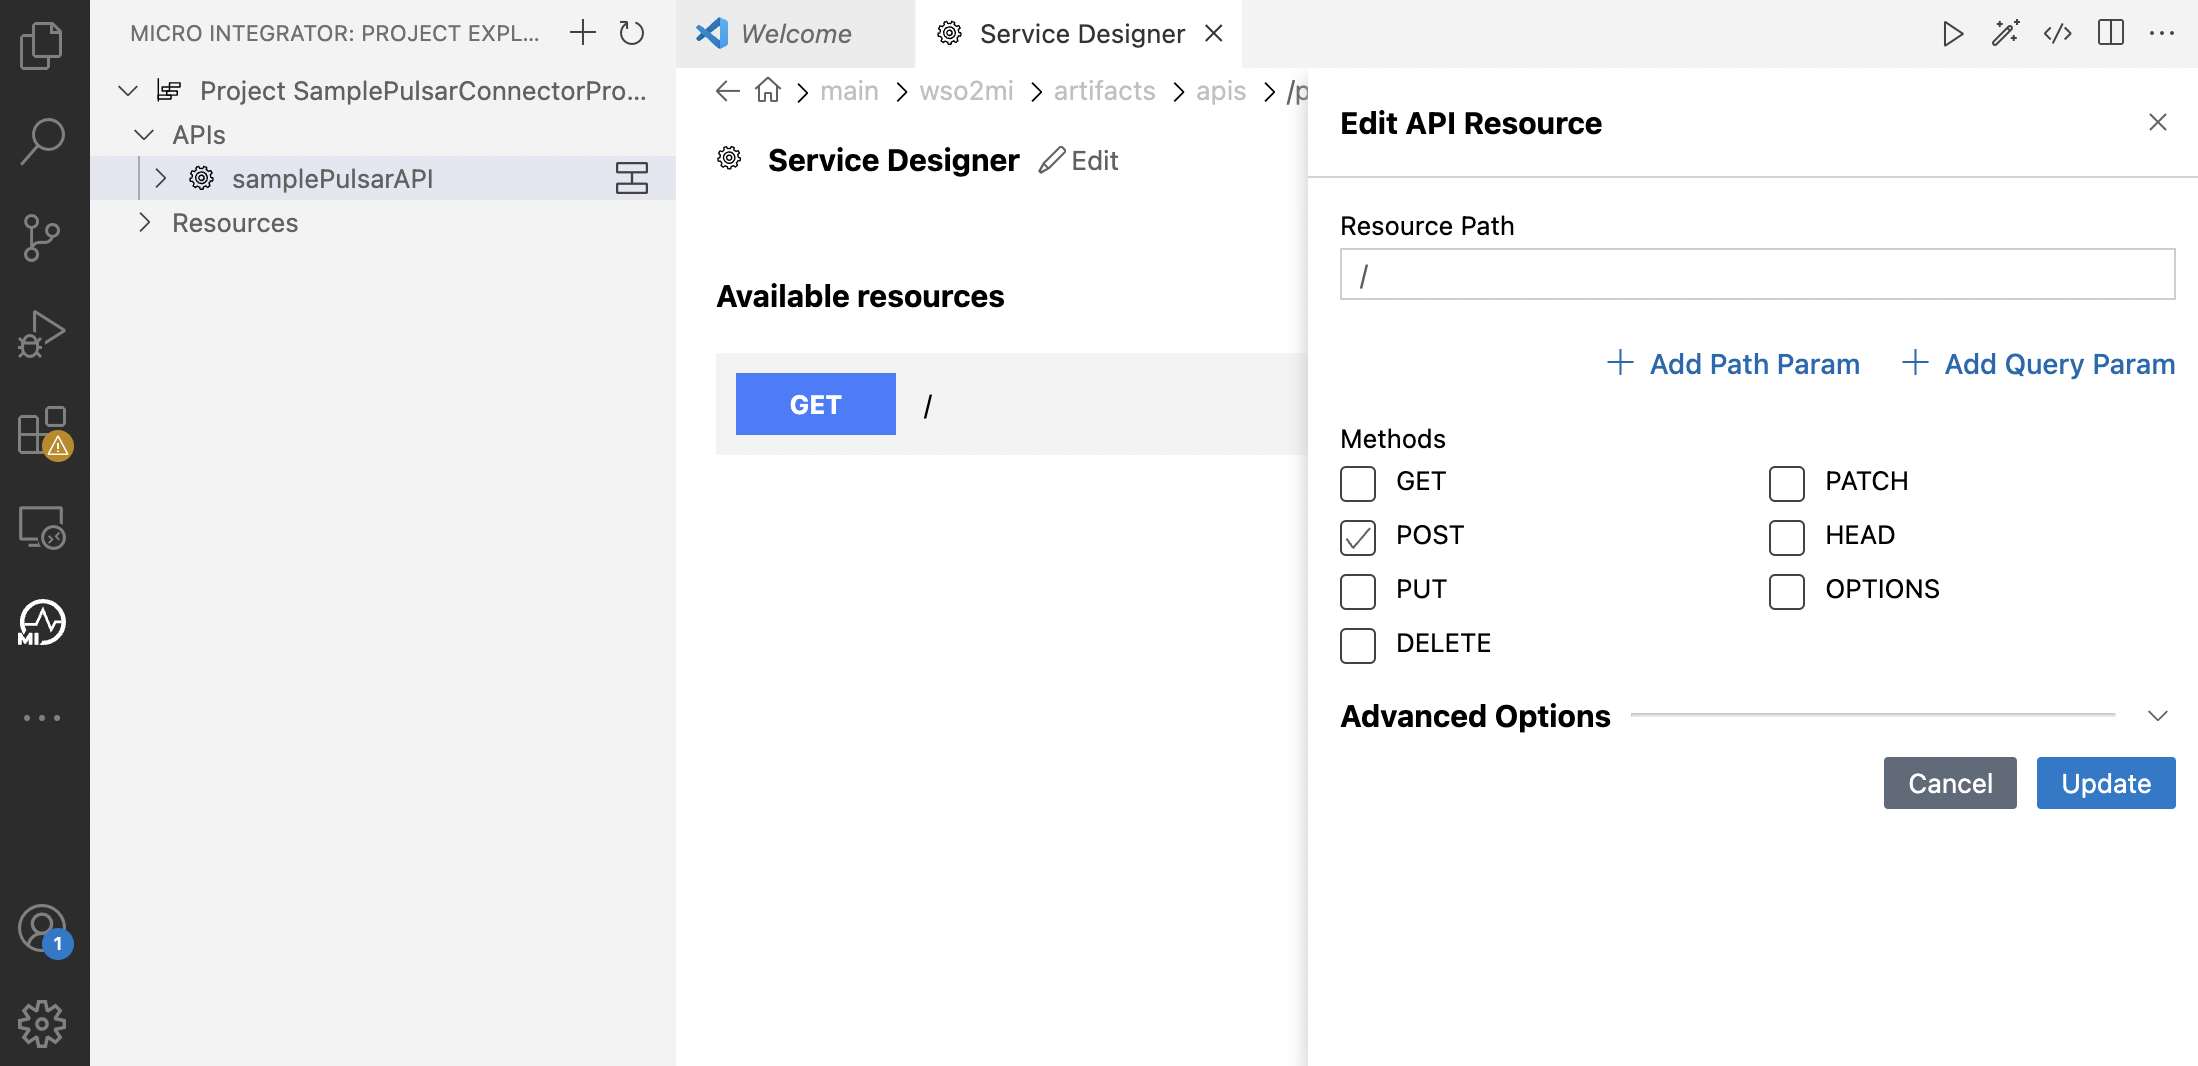 MICRO INTEGRATOR: PROJECT EXPL...
Project SamplePulsarConnectorPro...
APIs
samplePulsarAPI
Resources
MI
1
Welcome
Service Designer
main
wso2mi
artifacts
apis
/p
Service Designer
Edit
Available resources
GET /
Edit API Resource
Resource Path
/
Add Path Param
Add Query Param
Methods
GET
PATCH
POST
HEAD
PUT
OPTIONS
DELETE
Advanced Options
Cancel
Update